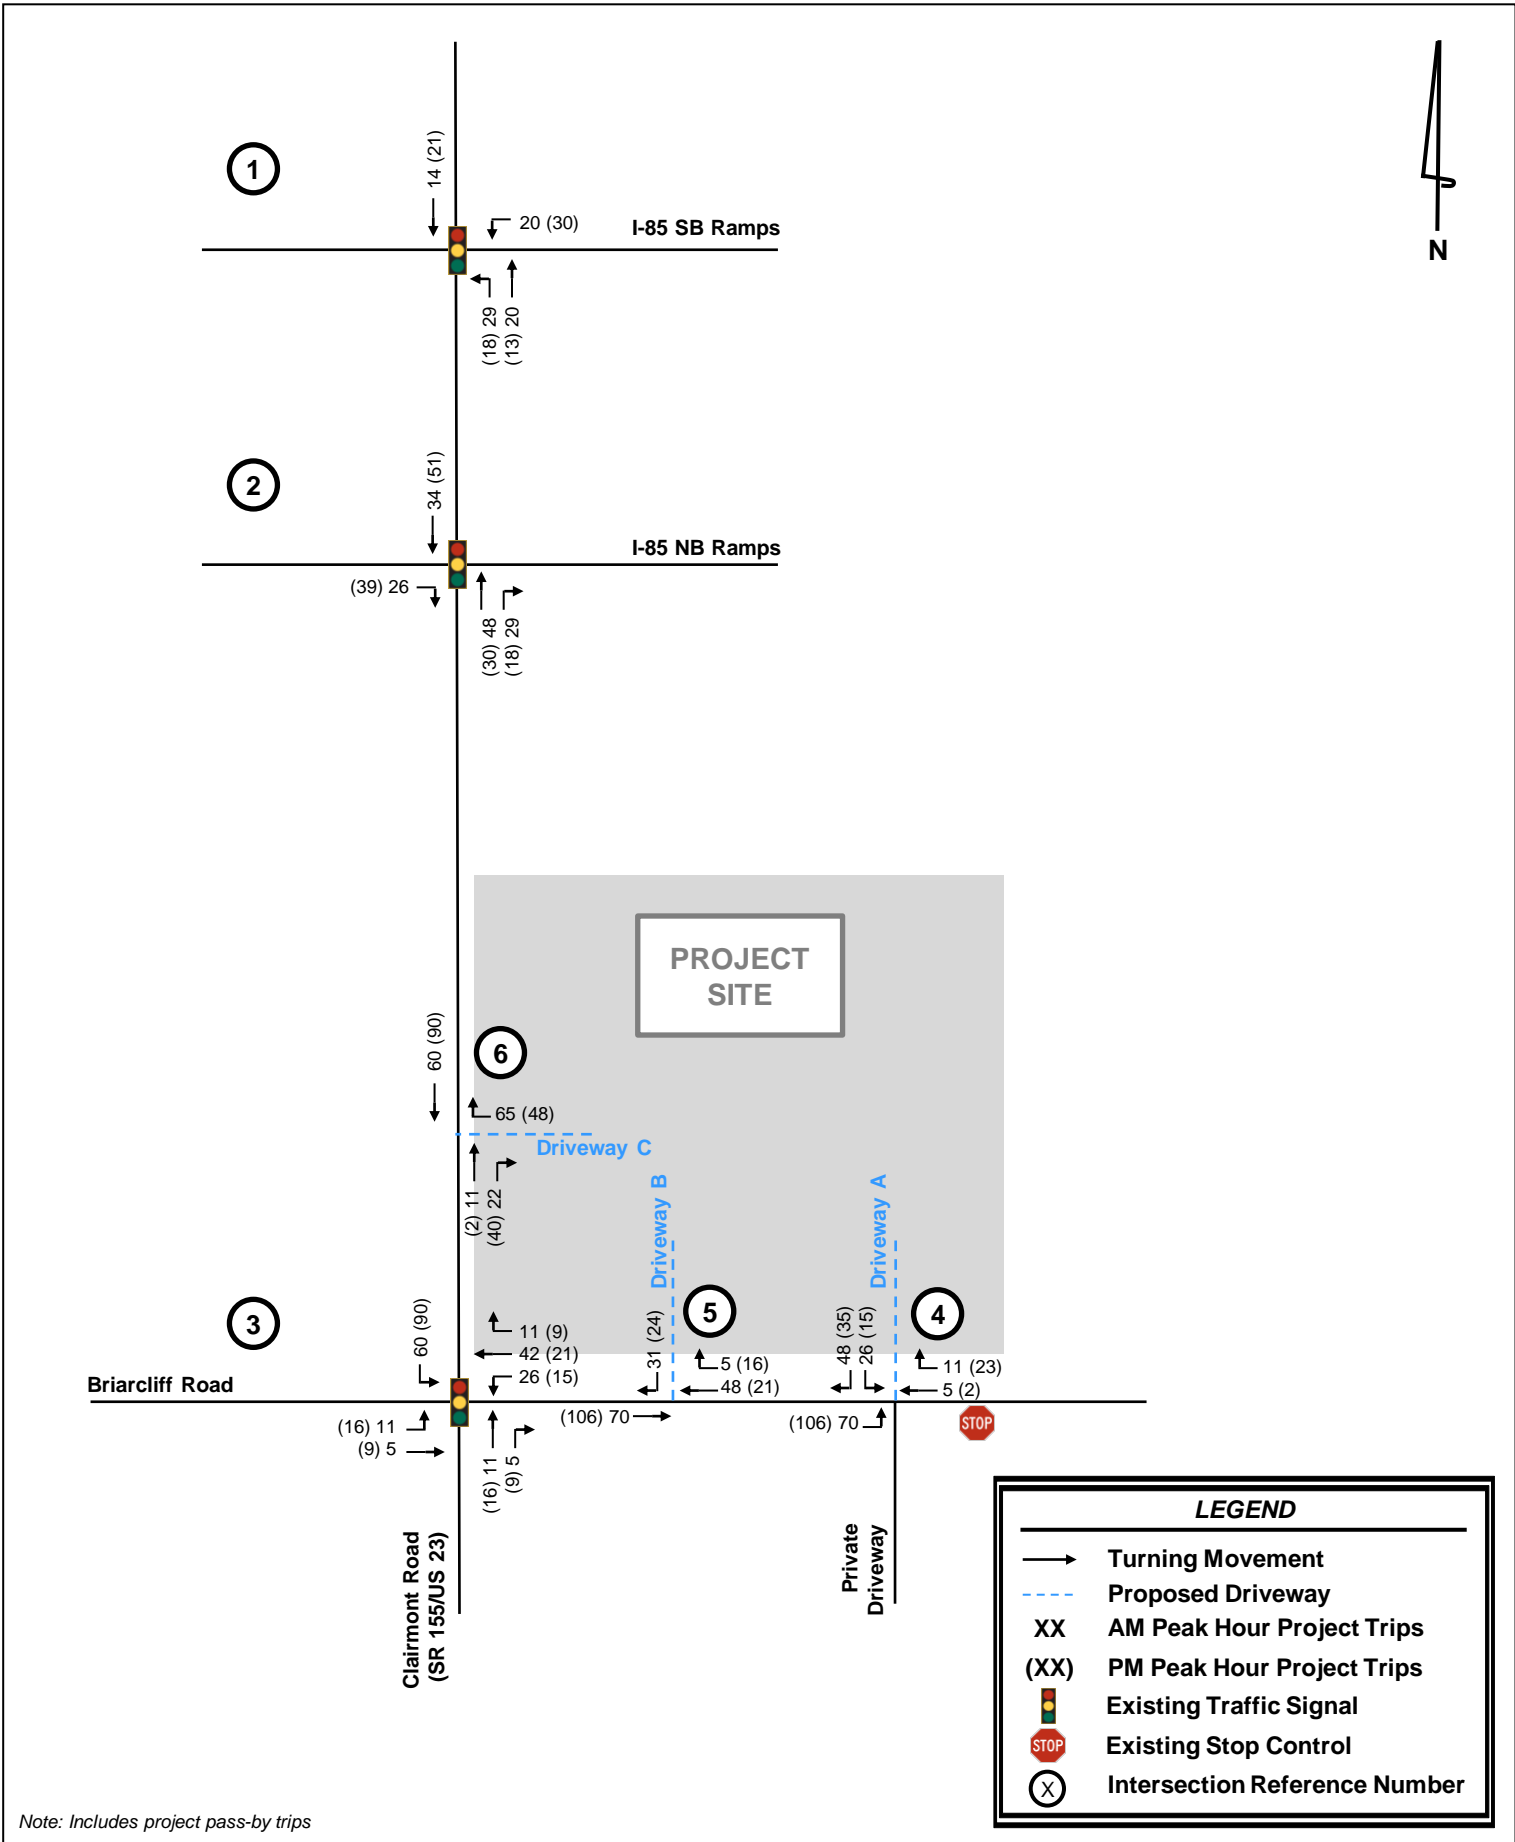 1
14 (21)
20 (30)
I-85 SB Ramps
(18) 29
(13) 20
N
2
34 (51)
I-85 NB Ramps
(39) 26
(30) 48
(18) 29
PROJECT
SITE
60 (90)
6
65 (48)
Driveway C
(2) 11
(40) 22
Driveway B
Driveway A
3
60 (90)
11 (9)
42 (21)
26 (15)
31 (24)
5
5 (16)
48 (21)
48 (35)
26 (15)
4
11 (23)
5 (2)
Briarcliff Road
(16) 11
(9) 5
(16) 11
(9) 5
(106) 70
(106) 70
STOP
Clairmont Road
(SR 155/US 23)
Private
Driveway
LEGEND
Turning Movement
Proposed Driveway
XX AM Peak Hour Project Trips
(XX) PM Peak Hour Project Trips
Existing Traffic Signal
STOP Existing Stop Control
X Intersection Reference Number
Note: Includes project pass-by trips